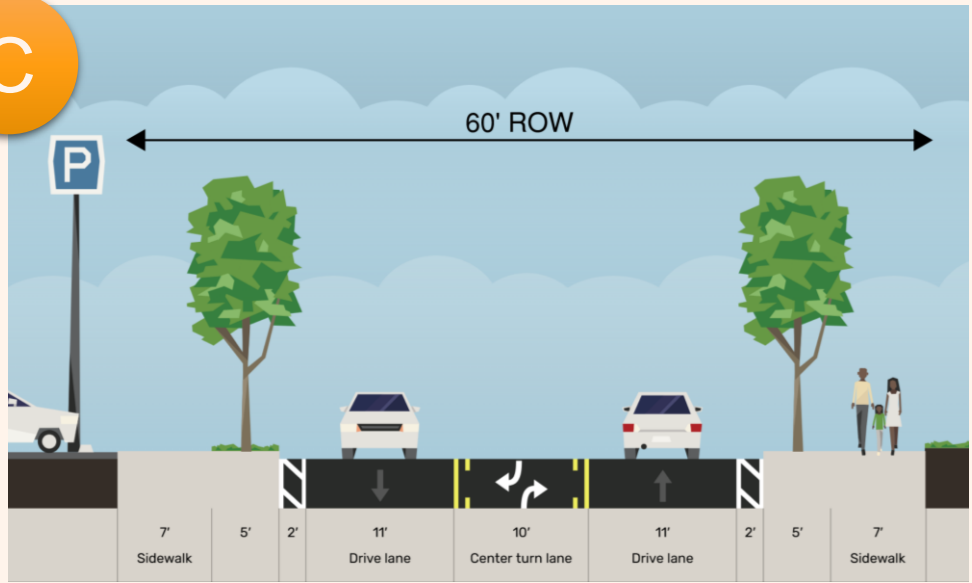 C
60' ROW
P
7' 5' 2' 11' 10' 11' 2' 5' 7'
Sidewalk Drive lane Center turn lane Drive lane Sidewalk